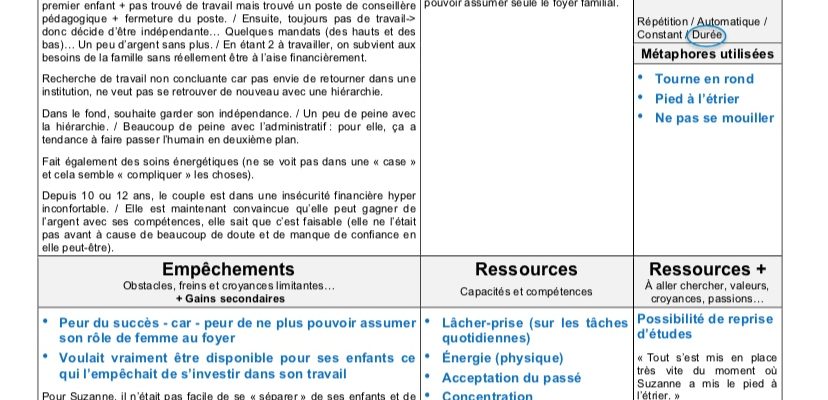 premier enfant + pas trouvé de travail mais trouvé un poste de conseillère
pédagogique + fermeture du poste. / Ensuite, toujours pas de travail->
donc décide d'être indépendante… Quelques mandats (des hauts et des
bas)… Un peu d'argent sans plus. / En étant 2 à travailler, on subvient aux
besoins de la famille sans réellement être à l'aise financièrement.
Recherche de travail non concluante car pas envie de retourner dans une
institution, ne veut pas se retrouver de nouveau avec une hiérarchie.
Dans le fond, souhaite garder son indépendance. / Un peu de peine avec
la hiérarchie. / Beaucoup de peine avec l'administratif : pour elle, ça a
tendance à faire passer l'humain en deuxième plan.
Fait également des soins énergétiques (ne se voit pas dans une « case »
et cela semble « compliquer » les choses).
Depuis 10 ou 12 ans, le couple est dans une insécurité financière hyper
inconfortable. / Elle est maintenant convaincue qu'elle peut gagner de
l'argent avec ses compétences, elle sait que c'est faisable (elle ne l'était
pas avant à cause de beaucoup de doute et de manque de confiance en
elle peut-être).
pouvoir assumer seule le foyer familial.
Répétition / Automatique /
Constant / Durée
Métaphores utilisées
• Tourne en rond
• Pied à l'étrier
• Ne pas se mouiller
Empêchements
Obstacles, freins et croyances limitantes…
+ Gains secondaires
Ressources
Capacités et compétences
Ressources +
À aller chercher, valeurs,
croyances, passions…
• Peur du succès - car - peur de ne plus pouvoir assumer
son rôle de femme au foyer
• Voulait vraiment être disponible pour ses enfants ce
qui l'empêchait de s'investir dans son travail
Pour Suzanne, il n'était pas facile de se « séparer » de ses enfants et de
• Lâcher-prise (sur les tâches
quotidiennes)
• Énergie (physique)
• Acceptation du passé
• Concentration
Possibilité de reprise
d'études
« Tout s'est mis en place
très vite du moment où
Suzanne a mis le pied à
l'étrier. »